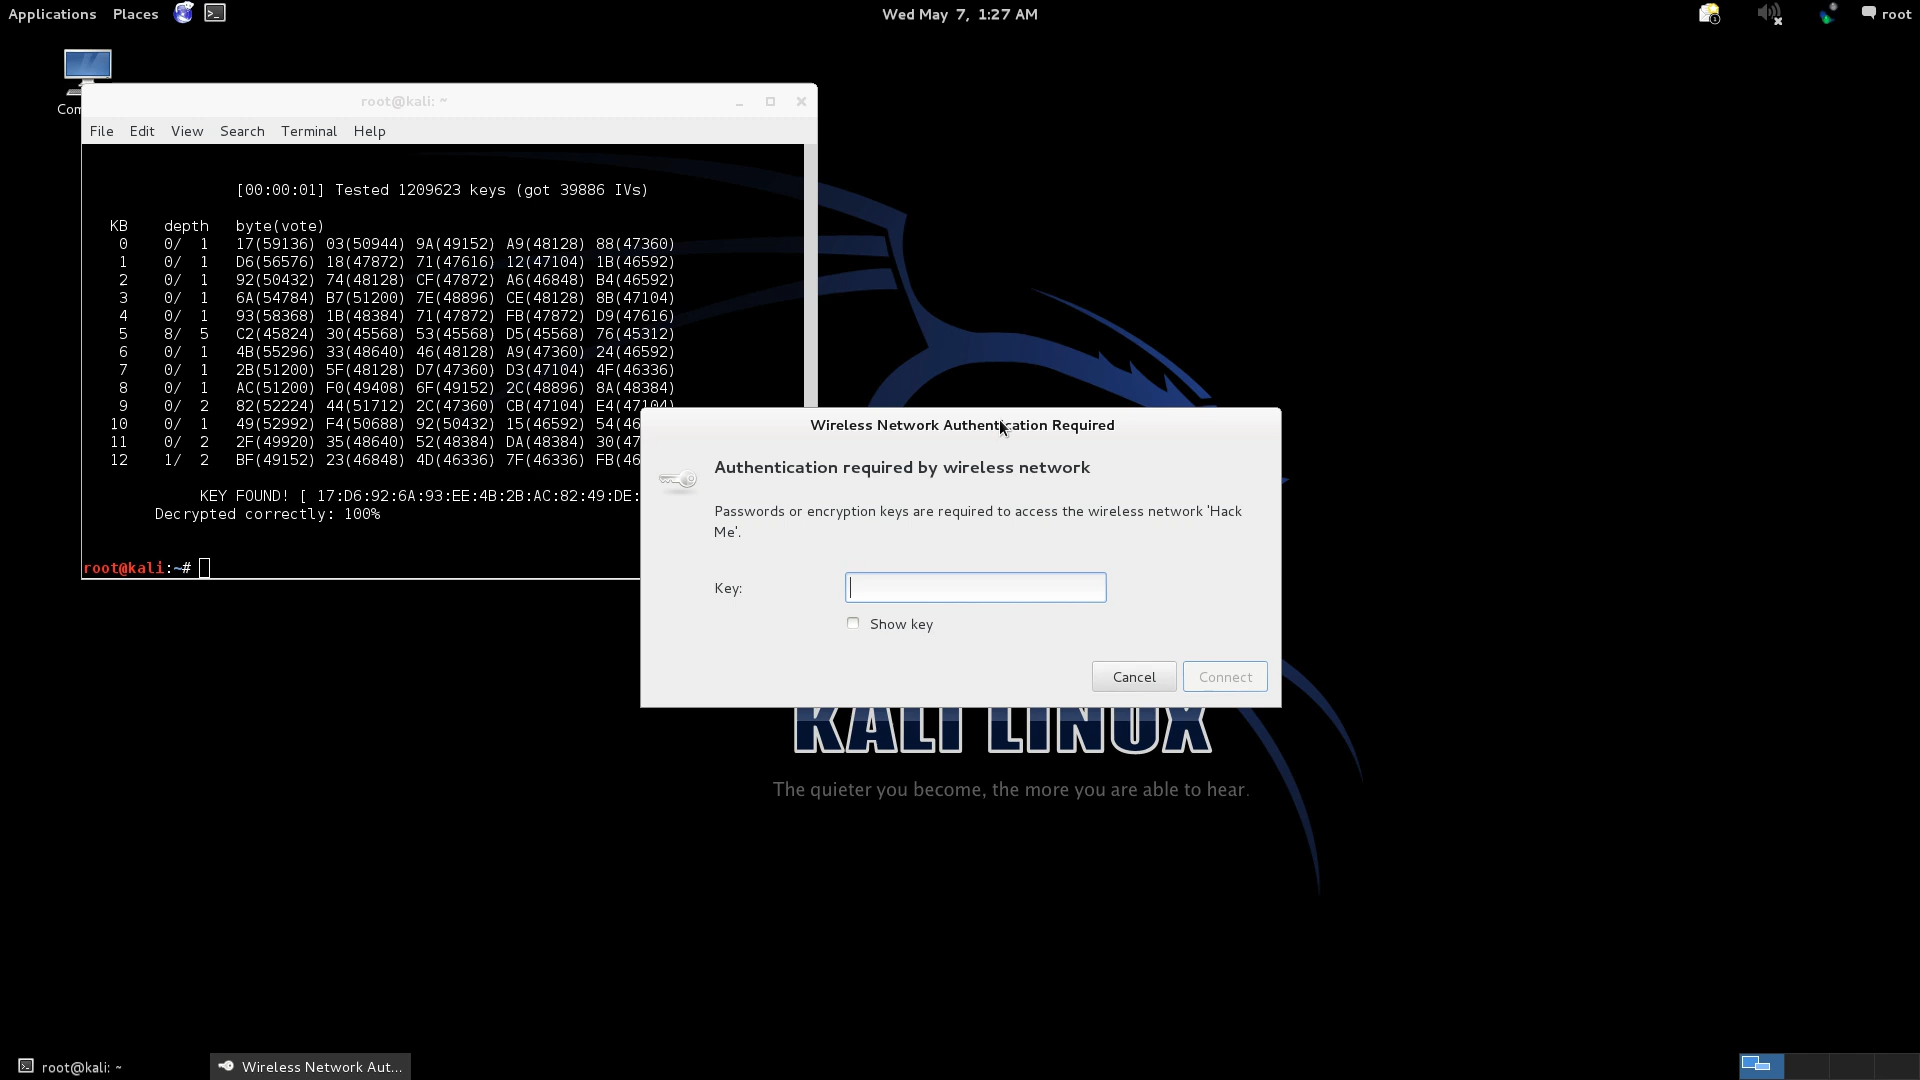 Applications Places Wed May 7, 1:27 AM root
root@kali: ~
File Edit View Search Terminal Help
[00:00:01] Tested 1209623 keys (got 39886 IVs)
KB depth byte(vote)
0 0/ 1 17(59136) 03(50944) 9A(49152) A9(48128) 88(47360)
1 0/ 1 D6(56576) 18(47872) 71(47616) 12(47104) 1B(46592)
2 0/ 1 92(50432) 74(48128) CF(47872) A6(46848) B4(46592)
3 0/ 1 6A(54784) B7(51200) 7E(48896) CE(48128) 8B(47104)
4 0/ 1 93(58368) 1B(48384) 71(47872) FB(47872) D9(47616)
5 8/ 5 C2(45824) 30(45568) 53(45568) D5(45568) 76(45312)
6 0/ 1 4B(55296) 33(48640) 46(48128) A9(47360) 24(46592)
7 0/ 1 2B(51200) 5F(48128) D7(47360) D3(47104) 4F(46336)
8 0/ 1 AC(51200) F0(49408) 6F(49152) 2C(48896) 8A(48384)
9 0/ 2 82(52224) 44(51712) 2C(47360) CB(47104) E4(47104)
10 0/ 1 49(52992) F4(50688) 92(50432) 15(46592) 54(46
11 0/ 2 2F(49920) 35(48640) 52(48384) DA(48384) 30(47
12 1/ 2 BF(49152) 23(46848) 4D(46336) 7F(46336) FB(46
KEY FOUND! [ 17:D6:92:6A:93:EE:4B:2B:AC:82:49:DE:
Decrypted correctly: 100%
root@kali:~#
Wireless Network Authentication Required
Authentication required by wireless network
Passwords or encryption keys are required to access the wireless network 'Hack
Me'.
Key:
Show key
Cancel Connect
KALI LINUX
The quieter you become, the more you are able to hear.
root@kali: ~ Wireless Network Aut...